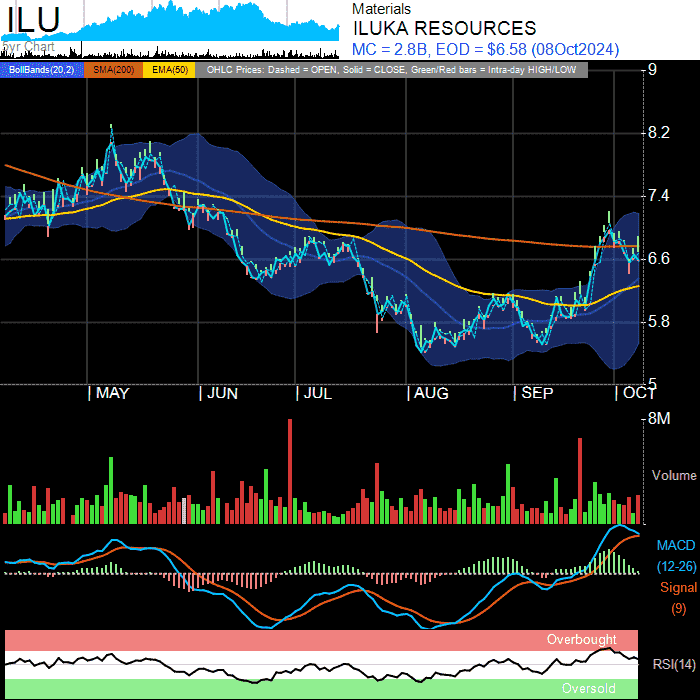 ILU
5yr Chart
Materials
ILUKA RESOURCES
MC = 2.8B, EOD = $6.58 (08Oct2024)
BollBands(20,2) SMA(200) EMA(50) OHLC Prices: Dashed = OPEN, Solid = CLOSE, Green/Red bars = Intra-day HIGH/LOW
9
8.2
7.4
6.6
5.8
5
| MAY | JUN | JUL | AUG | SEP | OCT
8M
Volume
MACD
(12-26)
Signal
(9)
Overbought
RSI(14)
Oversold